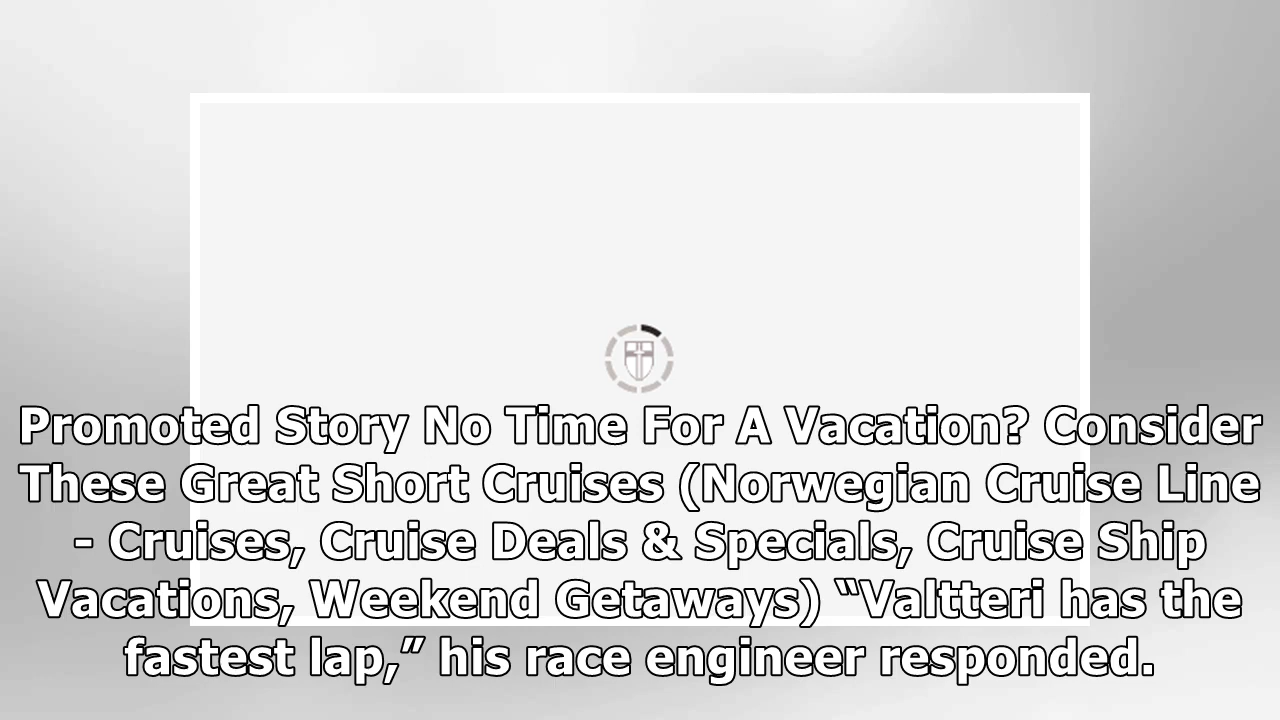 Promoted Story No Time For A Vacation? Consider
These Great Short Cruises (Norwegian Cruise Line
- Cruises, Cruise Deals & Specials, Cruise Ship
Vacations, Weekend Getaways) “Valtteri has the
fastest lap,” his race engineer responded.